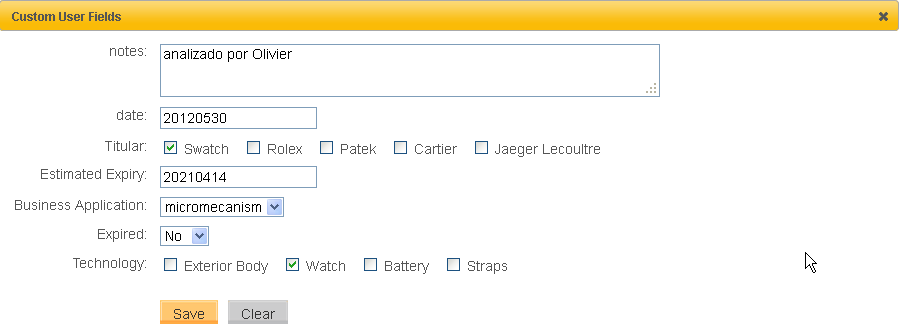 Custom User Fields
notes: analizado por Olivier
date: 20120530
Titular: Swatch Rolex Patek Cartier Jaeger Lecoultre
Estimated Expiry: 20210414
Business Application: micromecanism
Expired: No
Technology: Exterior Body Watch Battery Straps
Save Clear